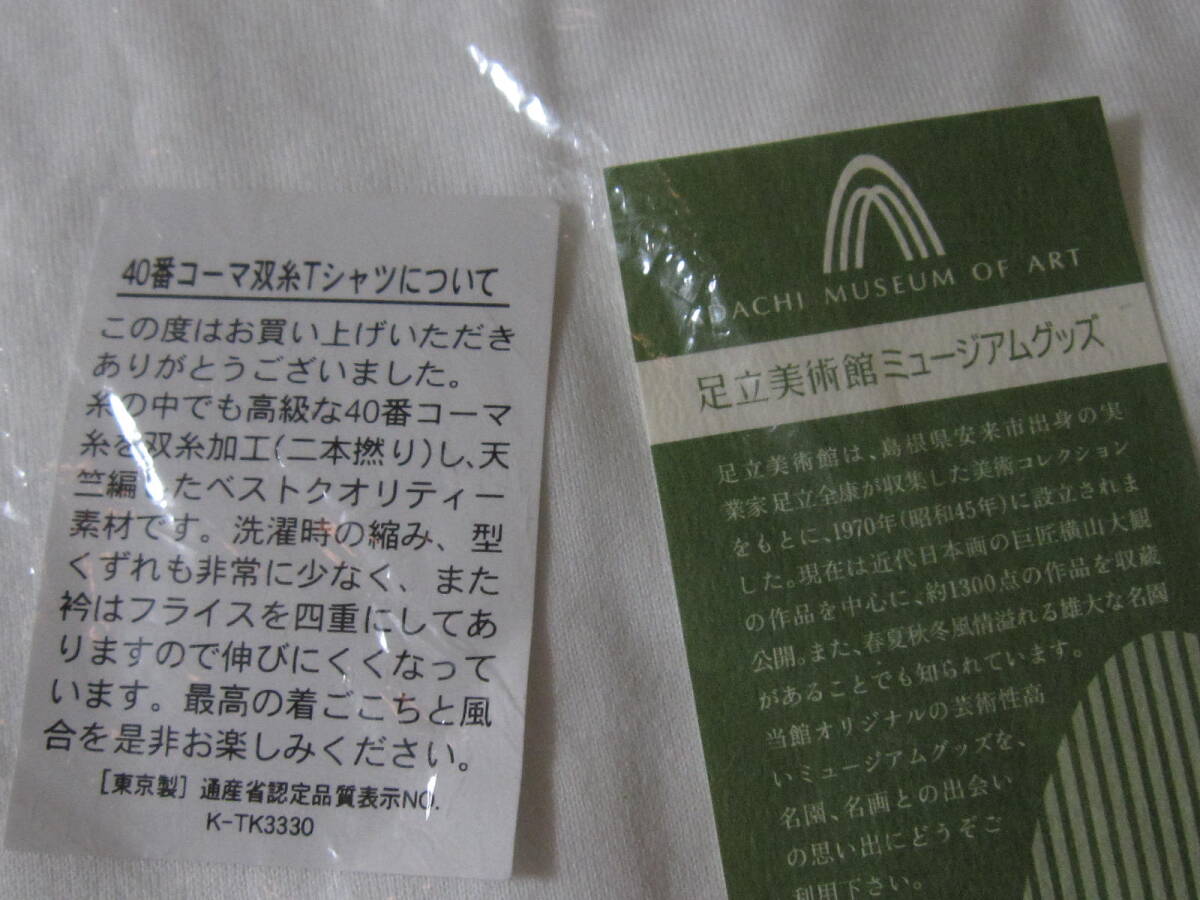 40番コーマ双糸Tシャツについて
この度はお買い上げいただき
ありがとうございました。
糸の中でも高級な40番コーマ
糸を双糸加工(二本撚り)し、天
竺編したベストクオリティー
素材です。洗濯時の縮み、型
くずれも非常に少なく、また
衿はフライスを四重にしてあ
りますので伸びにくくなって
います。最高の着ごこちと風
合を是非お楽しみください。
[東京製] 通産省認定品質表示NO.
K-TK3330
ADACHI MUSEUM OF ART
足立美術館ミュージアムグッズ
足立美術館は、島根県安来市出身の実
業家足立全康が収集した美術コレクション
をもとに、1970年(昭和45年)に設立されま
した。現在は近代日本画の巨匠横山大観
の作品を中心に、約1300点の作品を収蔵
公開。また、春夏秋冬風情溢れる雄大な名園
があることでも知られています。
当館オリジナルの芸術性高
いミュージアムグッズを、
名園、名画との出会い
の思い出にどうぞご
利用下さい。